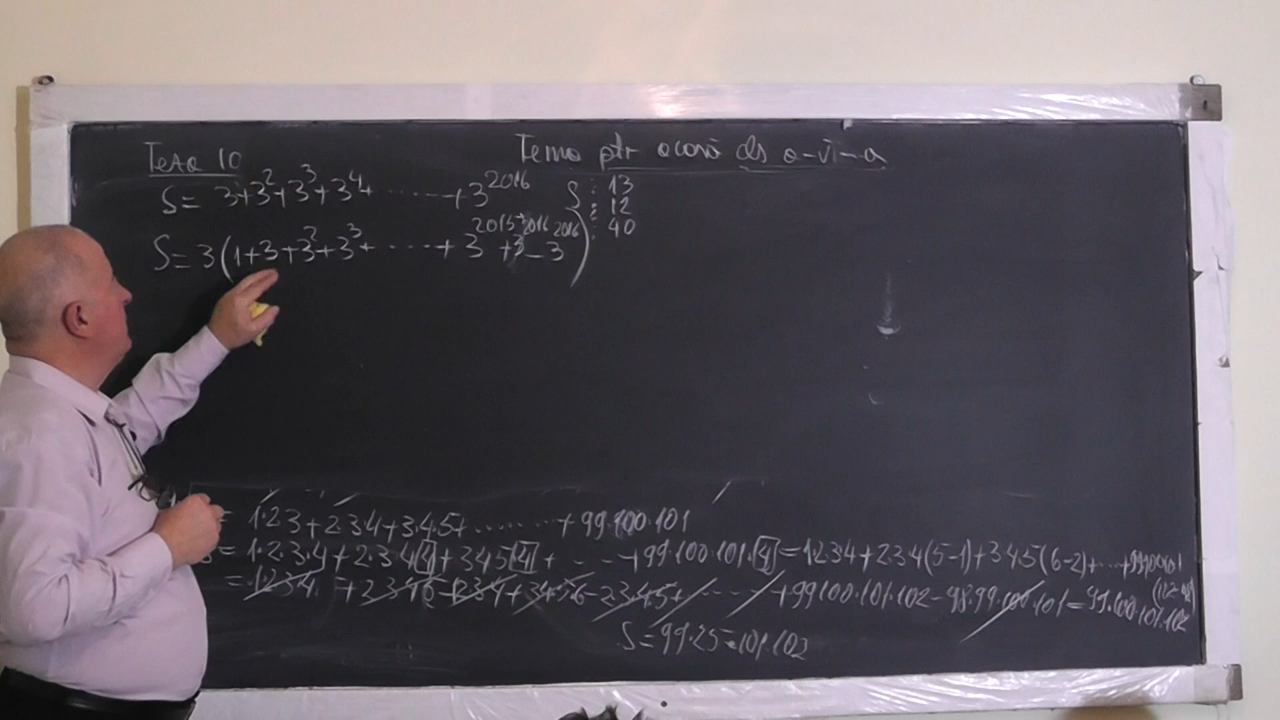 Tema 10
Tema ptr acasă cls a-VI-a
S = 3+3²+3³+3⁴+ ....... +3²⁰¹⁶
S ⋮ 13
⋮ 12
⋮ 40
S = 3(1+3+3²+3³+ ...... + 3²⁰¹⁵+3²⁰¹⁶-3²⁰¹⁶)
= 1·2·3+2·3·4+3·4·5+ ........ + 99·100·101
= 1·2·3·4+2·3·4·4+3·4·5·4+ ... +99·100·101·4=1·2·3·4+2·3·4(5-1)+3·4·5(6-2)+...+99·100·101(102-98)
= 1·2·3·4+2·3·4·5-1·2·3·4+3·4·5·6-2·3·4·5+ ...... +99·100·101·102-98·99·100·101=99·100·101·102
S=99·25·101·102